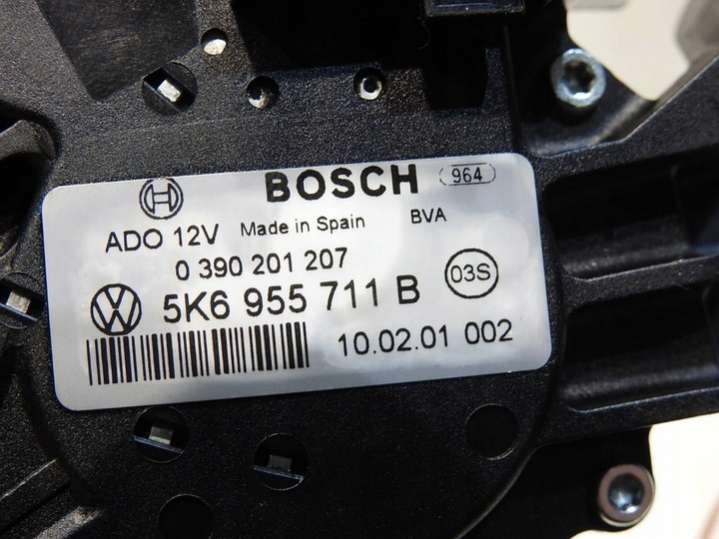 BOSCH 964
ADO 12V Made in Spain BVA
0 390 201 207
5K6 955 711 B 03S
10.02.01 002